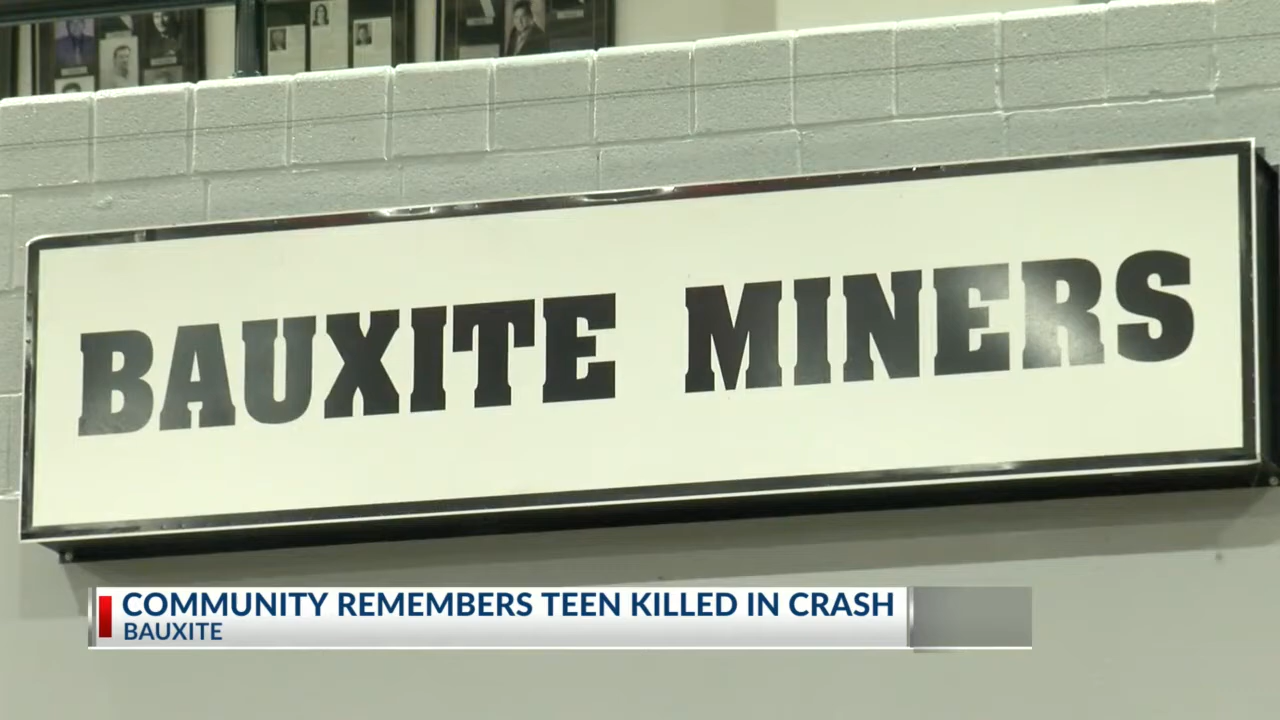 BAUXITE MINERS
COMMUNITY REMEMBERS TEEN KILLED IN CRASH
BAUXITE